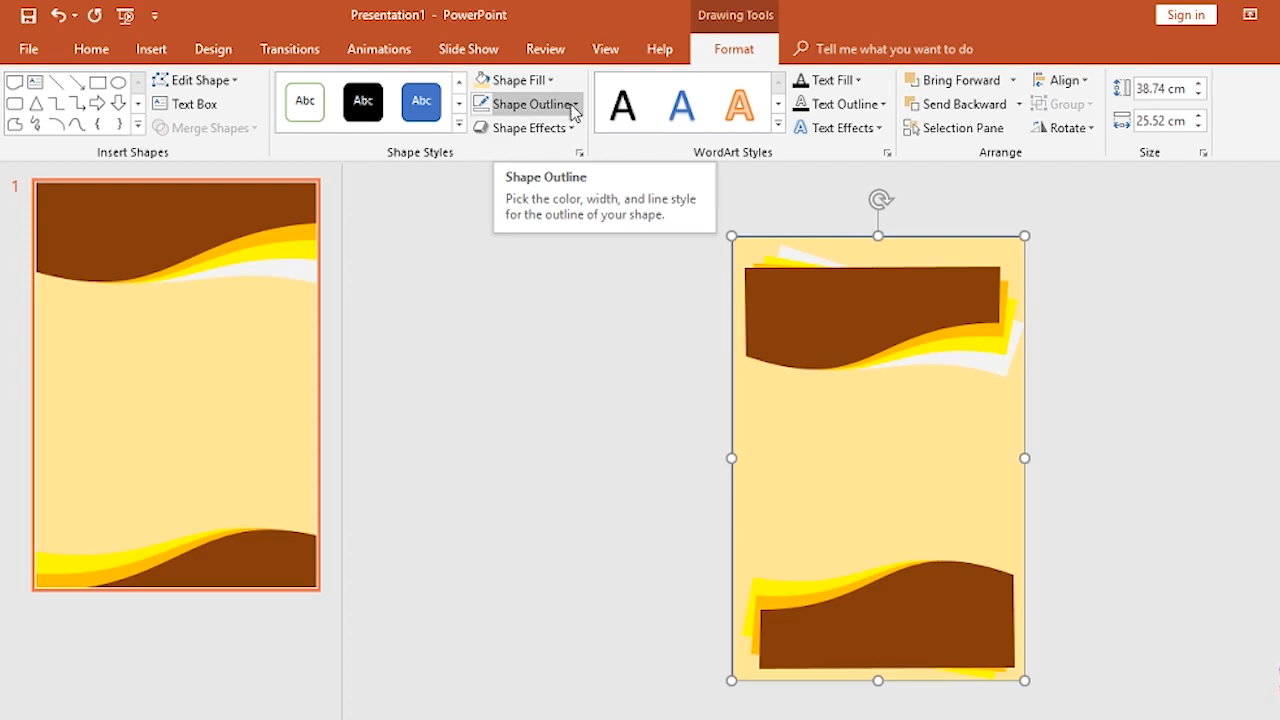 Presentation1 - PowerPoint
Drawing Tools
Sign in
File Home Insert Design Transitions Animations Slide Show Review View Help Format Tell me what you want to do
Edit Shape
Text Box
Merge Shapes
Insert Shapes
Abc Abc Abc
Shape Fill
Shape Outline
Shape Effects
Shape Styles
A A A
Text Fill
Text Outline
Text Effects
WordArt Styles
Bring Forward
Send Backward
Selection Pane
Align
Group
Rotate
Arrange
38.74 cm
25.52 cm
Size
Shape Outline
Pick the color, width, and line style
for the outline of your shape.
1